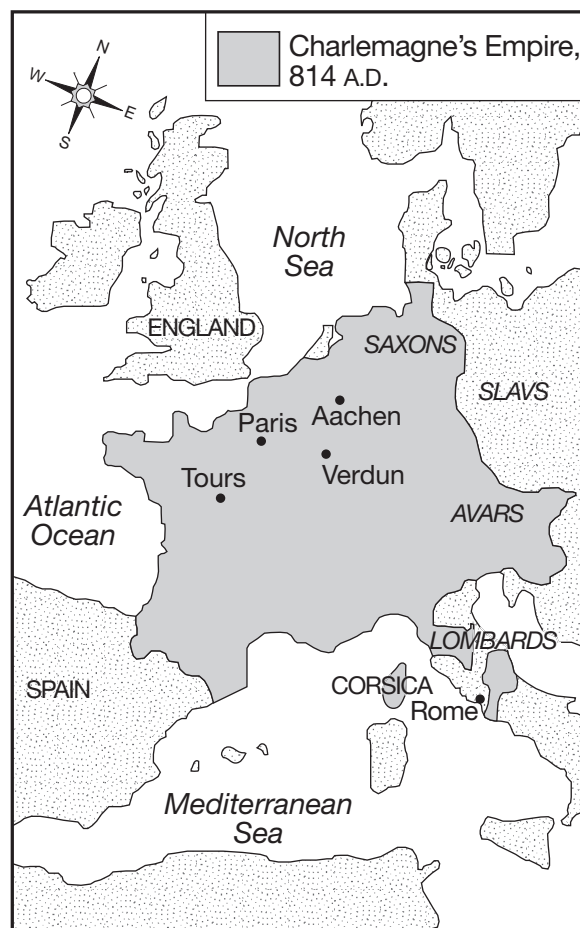 Charlemagne's Empire,
814 A.D.
N
W
E
S
North
Sea
ENGLAND
SAXONS
SLAVS
Aachen
Paris
Verdun
Tours
Atlantic
Ocean
AVARS
LOMBARDS
SPAIN
CORSICA
Rome
Mediterranean
Sea